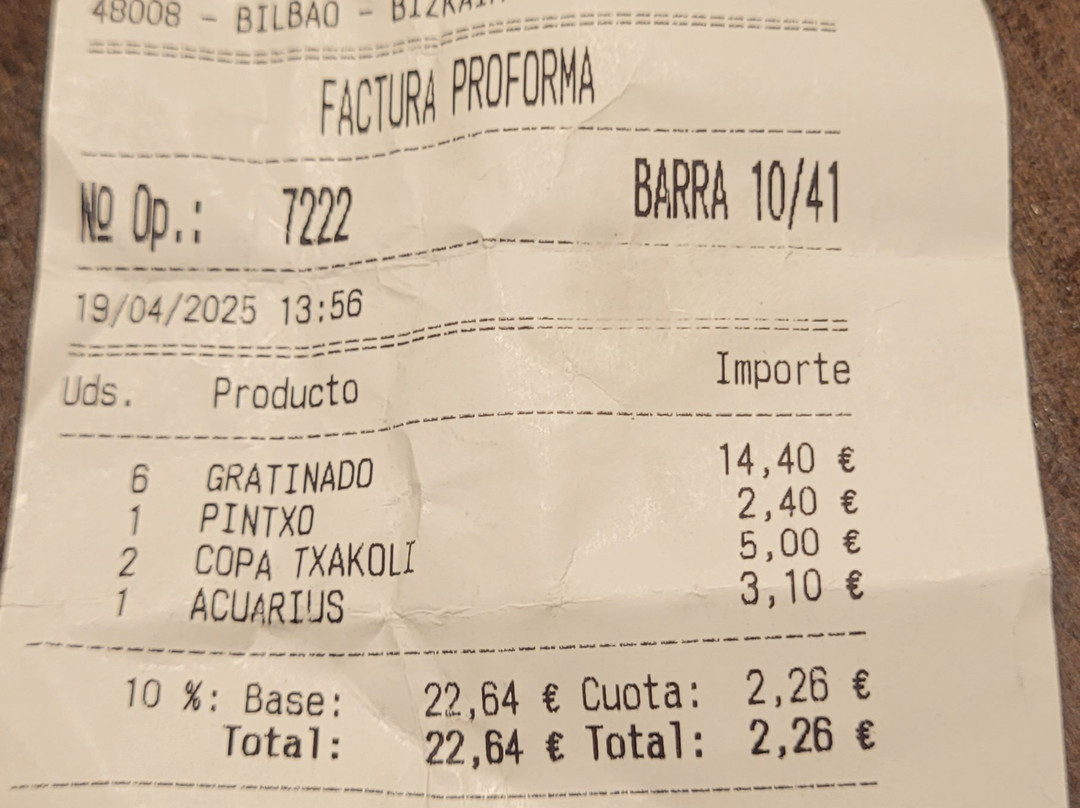 48008 - BILBAO - BIZKAIA
FACTURA PROFORMA
Nº Op.: 7222 BARRA 10/41
19/04/2025 13:56
Uds. Producto Importe
6 GRATINADO 14,40 €
1 PINTXO 2,40 €
2 COPA TXAKOLI 5,00 €
1 ACUARIUS 3,10 €
10 %: Base: 22,64 € Cuota: 2,26 €
Total: 22,64 € Total: 2,26 €